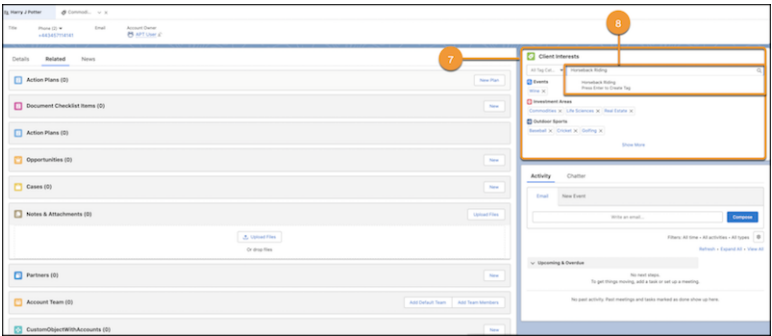 Harry J Potter
Commodi...
Title
Phone (2)
Email
Account Owner
+493457114141
MFT User
Details Related News
Action Plans (0)
New Plan
Document Checklist Items (0)
New
Action Plans (0)
Opportunities (0)
New
Cases (0)
New
Notes & Attachments (0)
Upload Files
Upload Files
Or drop files
Partners (0)
New
Account Team (0)
Add Default Team Add Team Members
CustomObjectWithAccounts (0)
New
7
8
Client Interests
All Tag Cat...
Horseback Riding
Horseback Riding
Press Enter to Create Tag
Events
Wine x
Investment Areas
Commodities x Life Sciences x Real Estate x
Outdoor Sports
Baseball x Cricket x Golfing x
Show More
Activity Chatter
Email New Event
Write an email...
Compose
Filters: All time • All activities • All types
Refresh • Expand All • View All
Upcoming & Overdue
No next steps.
To get things moving, add a task or set up a meeting.
No past activity. Past meetings and tasks marked as done show up here.